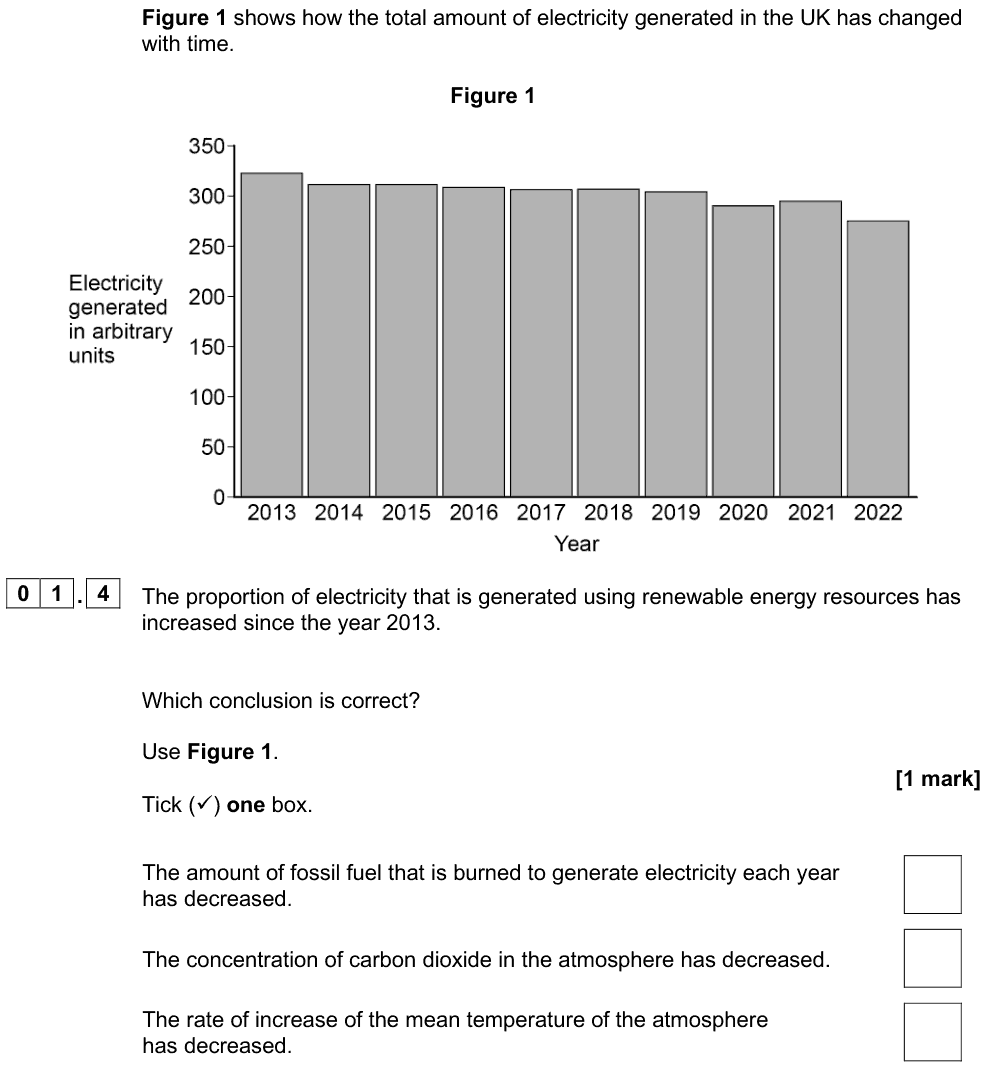 Figure 1 shows how the total amount of electricity generated in the UK has changed
with time.
Figure 1
350
300
250
200
150
100
50
0
Electricity
generated
in arbitrary
units
2013 2014 2015 2016 2017 2018 2019 2020 2021 2022
Year
0 1 . 4 The proportion of electricity that is generated using renewable energy resources has
increased since the year 2013.
Which conclusion is correct?
Use Figure 1.
[1 mark]
Tick (✓) one box.
The amount of fossil fuel that is burned to generate electricity each year
has decreased.
The concentration of carbon dioxide in the atmosphere has decreased.
The rate of increase of the mean temperature of the atmosphere
has decreased.